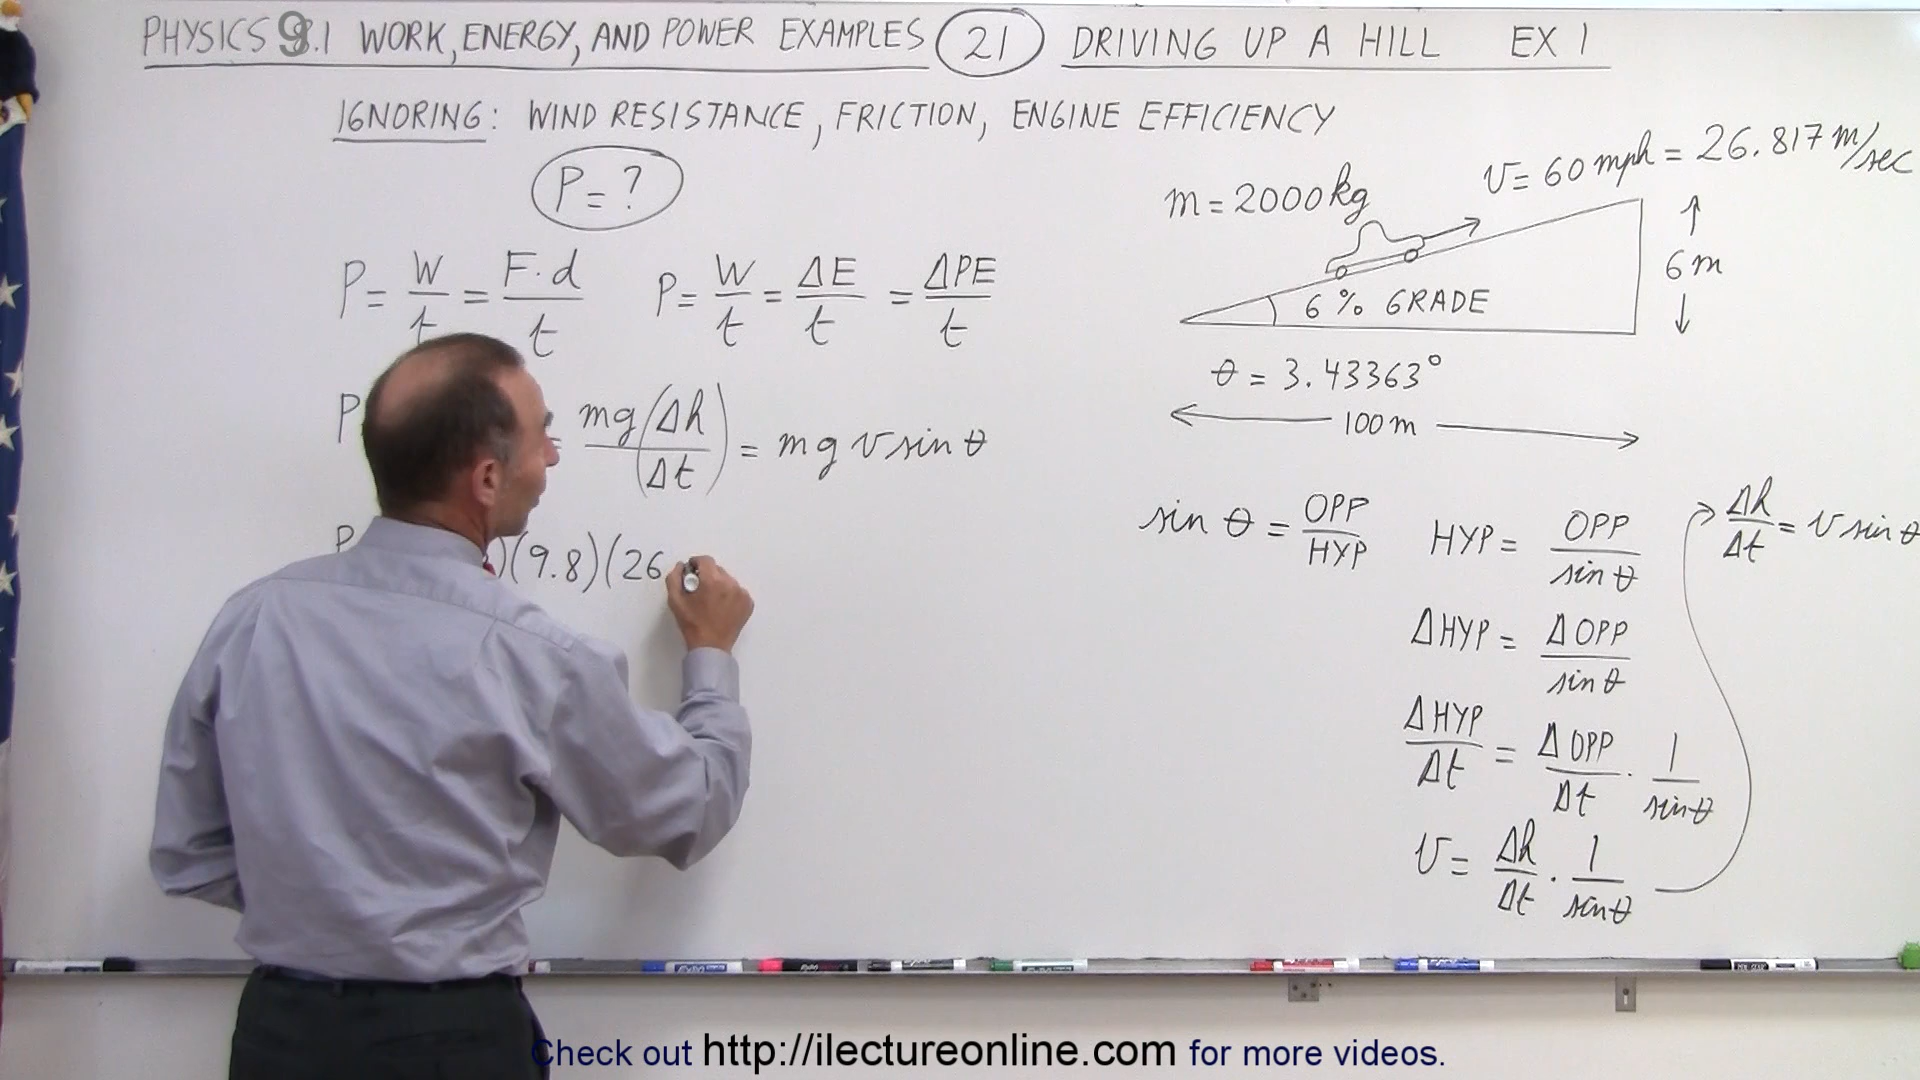 PHYSICS 9.1 WORK, ENERGY, AND POWER EXAMPLES 21 DRIVING UP A HILL EX 1
IGNORING: WIND RESISTANCE, FRICTION, ENGINE EFFICIENCY
P = ?
m = 2000 kg
v = 60 mph = 26.817 m/sec
6 m
6 % GRADE
θ = 3.43363°
100 m
P = W/t = F·d/t
P = W/t = ΔE/t = ΔPE/t
P = mg(Δh/Δt) = mg v sin θ
P (9.8)(26
sin θ = OPP/HYP
HYP = OPP/sin θ
ΔHYP = ΔOPP/sin θ
ΔHYP/Δt = ΔOPP/Δt · 1/sin θ
v = Δh/Δt · 1/sin θ
Δh/Δt = v sin θ
Check out http://ilectureonline.com for more videos.